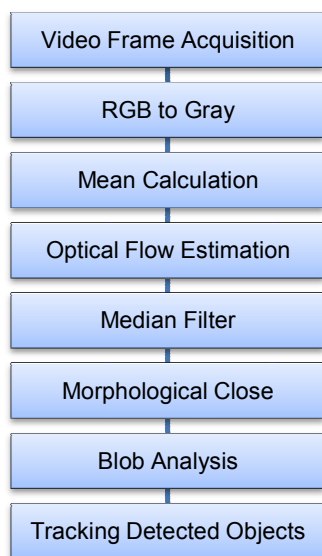 Video Frame Acquisition
RGB to Gray
Mean Calculation
Optical Flow Estimation
Median Filter
Morphological Close
Blob Analysis
Tracking Detected Objects